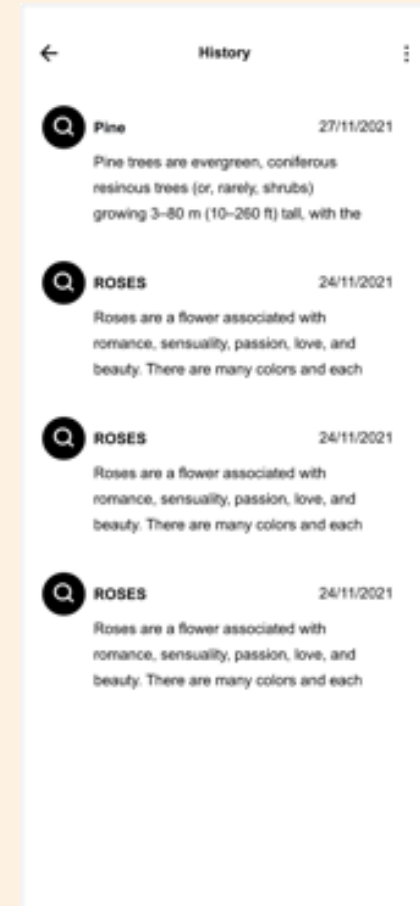 History
Pine 27/11/2021
Pine trees are evergreen, coniferous
resinous trees (or, rarely, shrubs)
growing 3–80 m (10–260 ft) tall, with the
ROSES 24/11/2021
Roses are a flower associated with
romance, sensuality, passion, love, and
beauty. There are many colors and each
ROSES 24/11/2021
Roses are a flower associated with
romance, sensuality, passion, love, and
beauty. There are many colors and each
ROSES 24/11/2021
Roses are a flower associated with
romance, sensuality, passion, love, and
beauty. There are many colors and each